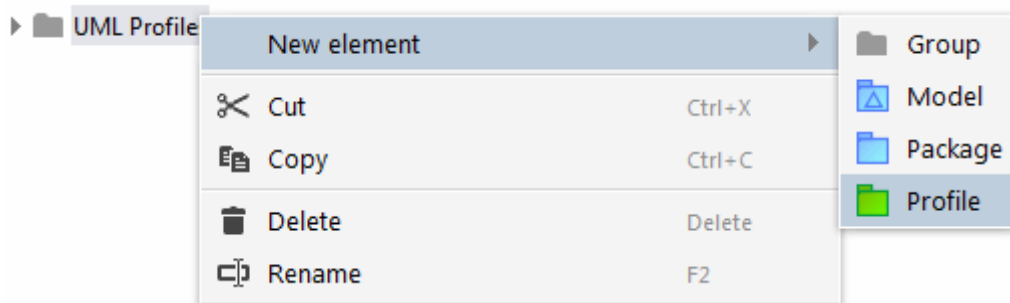 UML Profile
New element
Cut Ctrl+X
Copy Ctrl+C
Delete Delete
Rename F2
Group
Model
Package
Profile